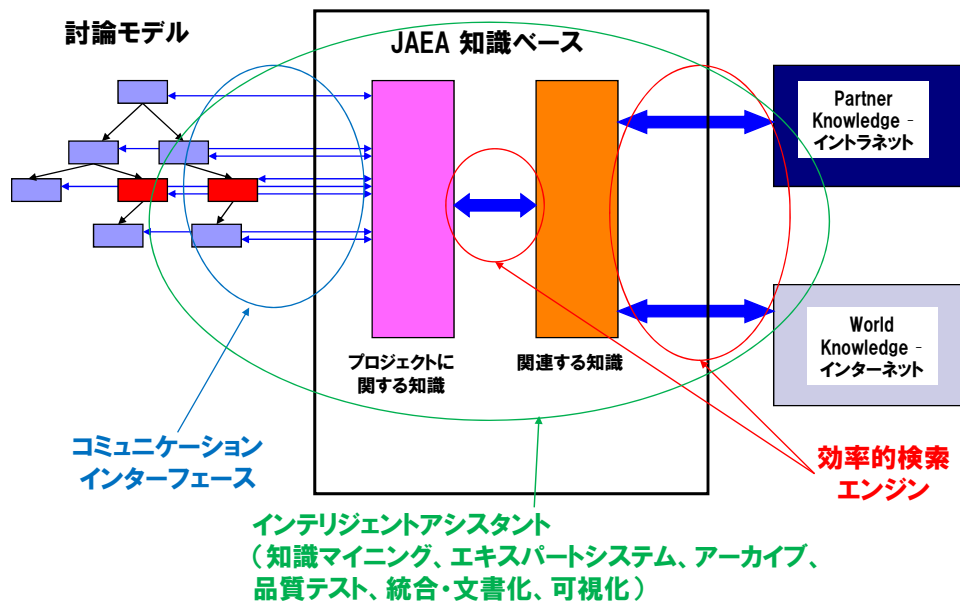 討論モデル
JAEA 知識ベース
Partner
Knowledge -
イントラネット
World
Knowledge -
インターネット
プロジェクトに
関する知識
関連する知識
コミュニケーション
インターフェース
効率的検索
エンジン
インテリジェントアシスタント
（知識マイニング、エキスパートシステム、アーカイブ、
品質テスト、統合・文書化、可視化）